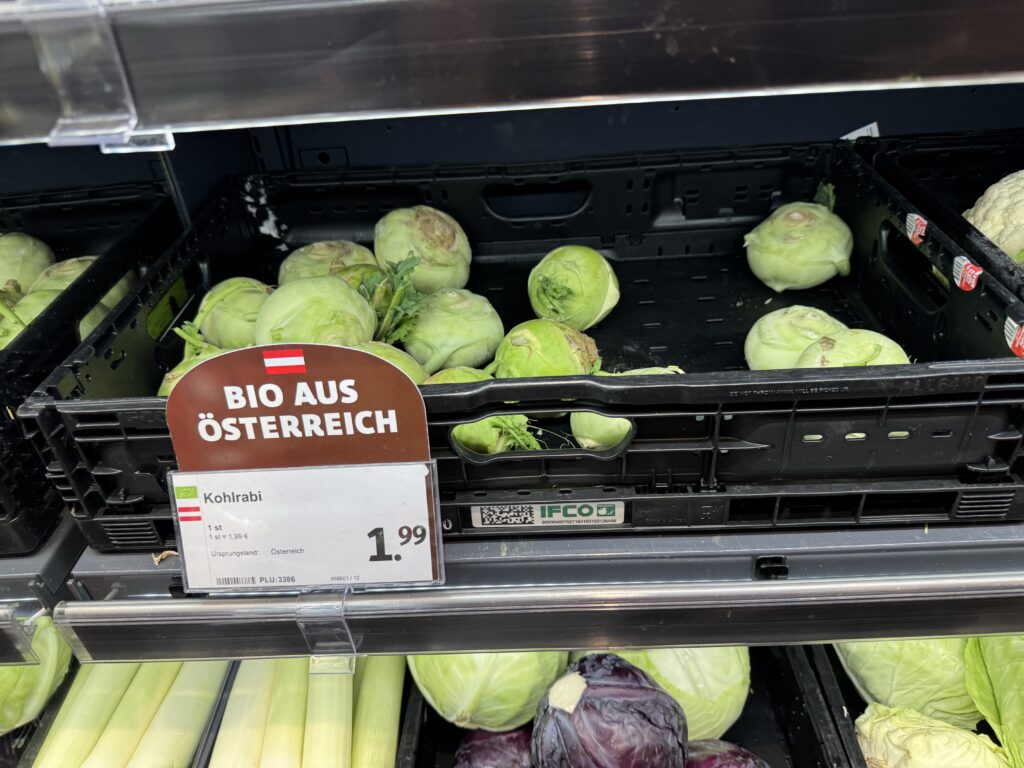 BIO AUS
ÖSTERREICH
Kohlrabi
1 st
1 st = 1,99 €
Ursprungsland: Österreich
1.99
PLU:3386
IFCO